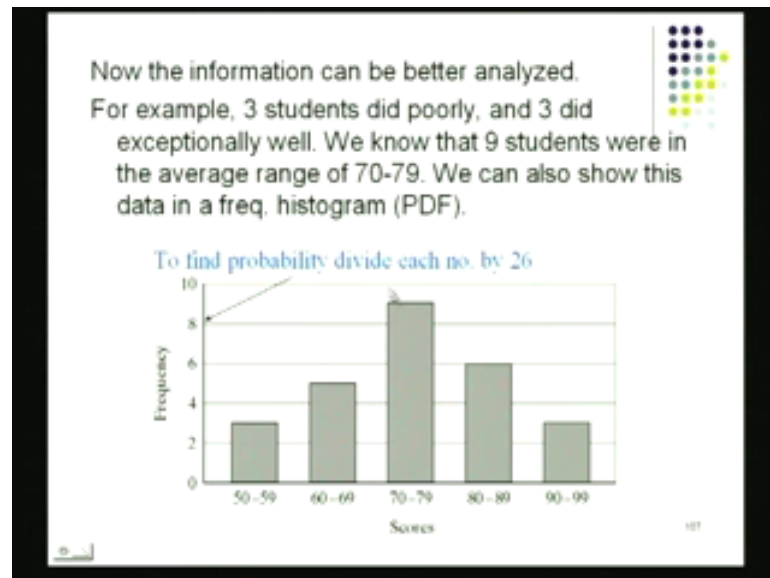 Now the information can be better analyzed.
For example, 3 students did poorly, and 3 did
exceptionally well. We know that 9 students were in
the average range of 70-79. We can also show this
data in a freq. histogram (PDF).
To find probability divide each no. by 26
10
8
6
4
2
0
Frequency
50-59 60-69 70-79 80-89 90-99
Scores